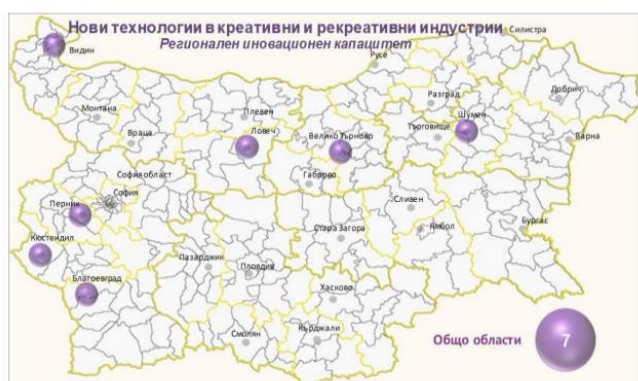 Нови технологии в креативни и рекреативни индустрии
Регионален иновационен капацитет
Силистра
Видин
Русе
Разград
Добрич
Монтана
Плевен
Шумен
Ловеч
Велико Търново
Търговище
Враца
Варна
Габрово
София област
София
Перник
Сливен
Стара Загора
Ямбол
Бургас
Кюстендил
Пазарджик
Пловдив
Благоевград
Хасково
Смолян
Кърджали
Общо области
7